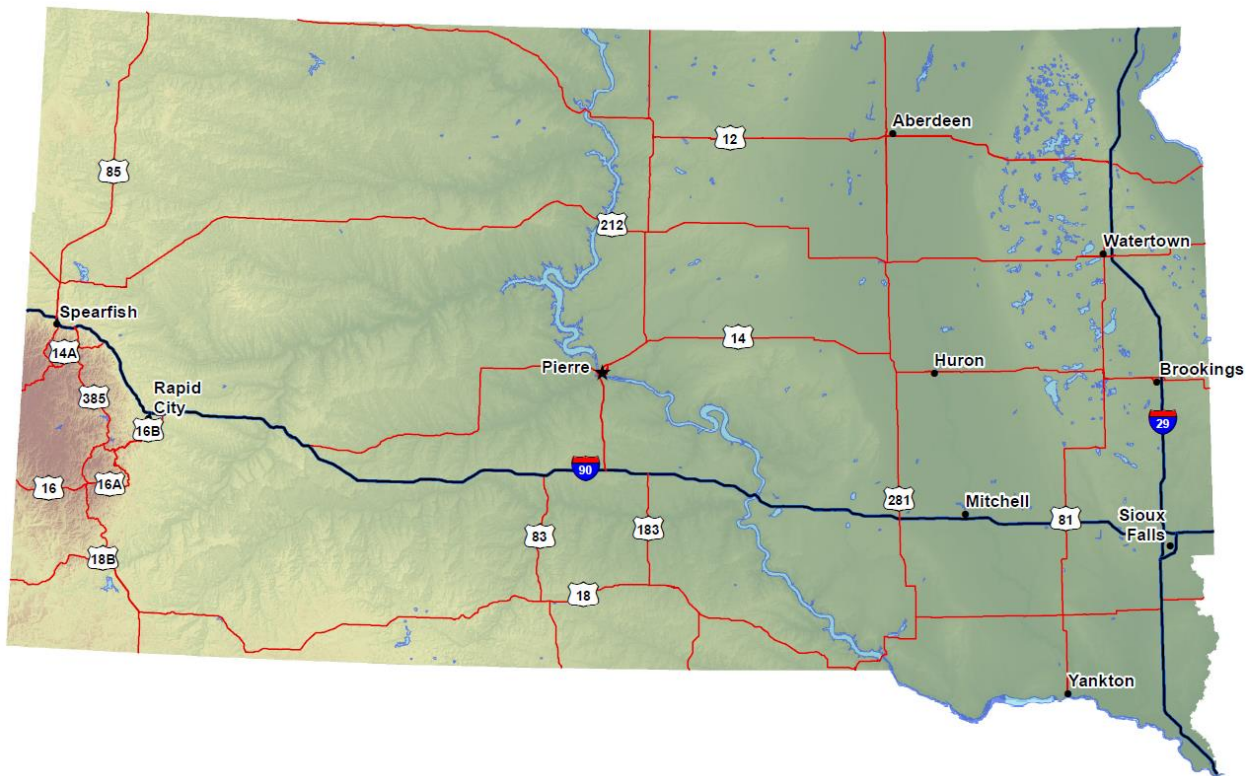 Aberdeen
12
85
212
Watertown
Spearfish
14A
14
Pierre
Huron
Brookings
385
Rapid
City
16B
29
90
16
16A
281
Mitchell
81
Sioux
Falls
83
183
18B
18
Yankton